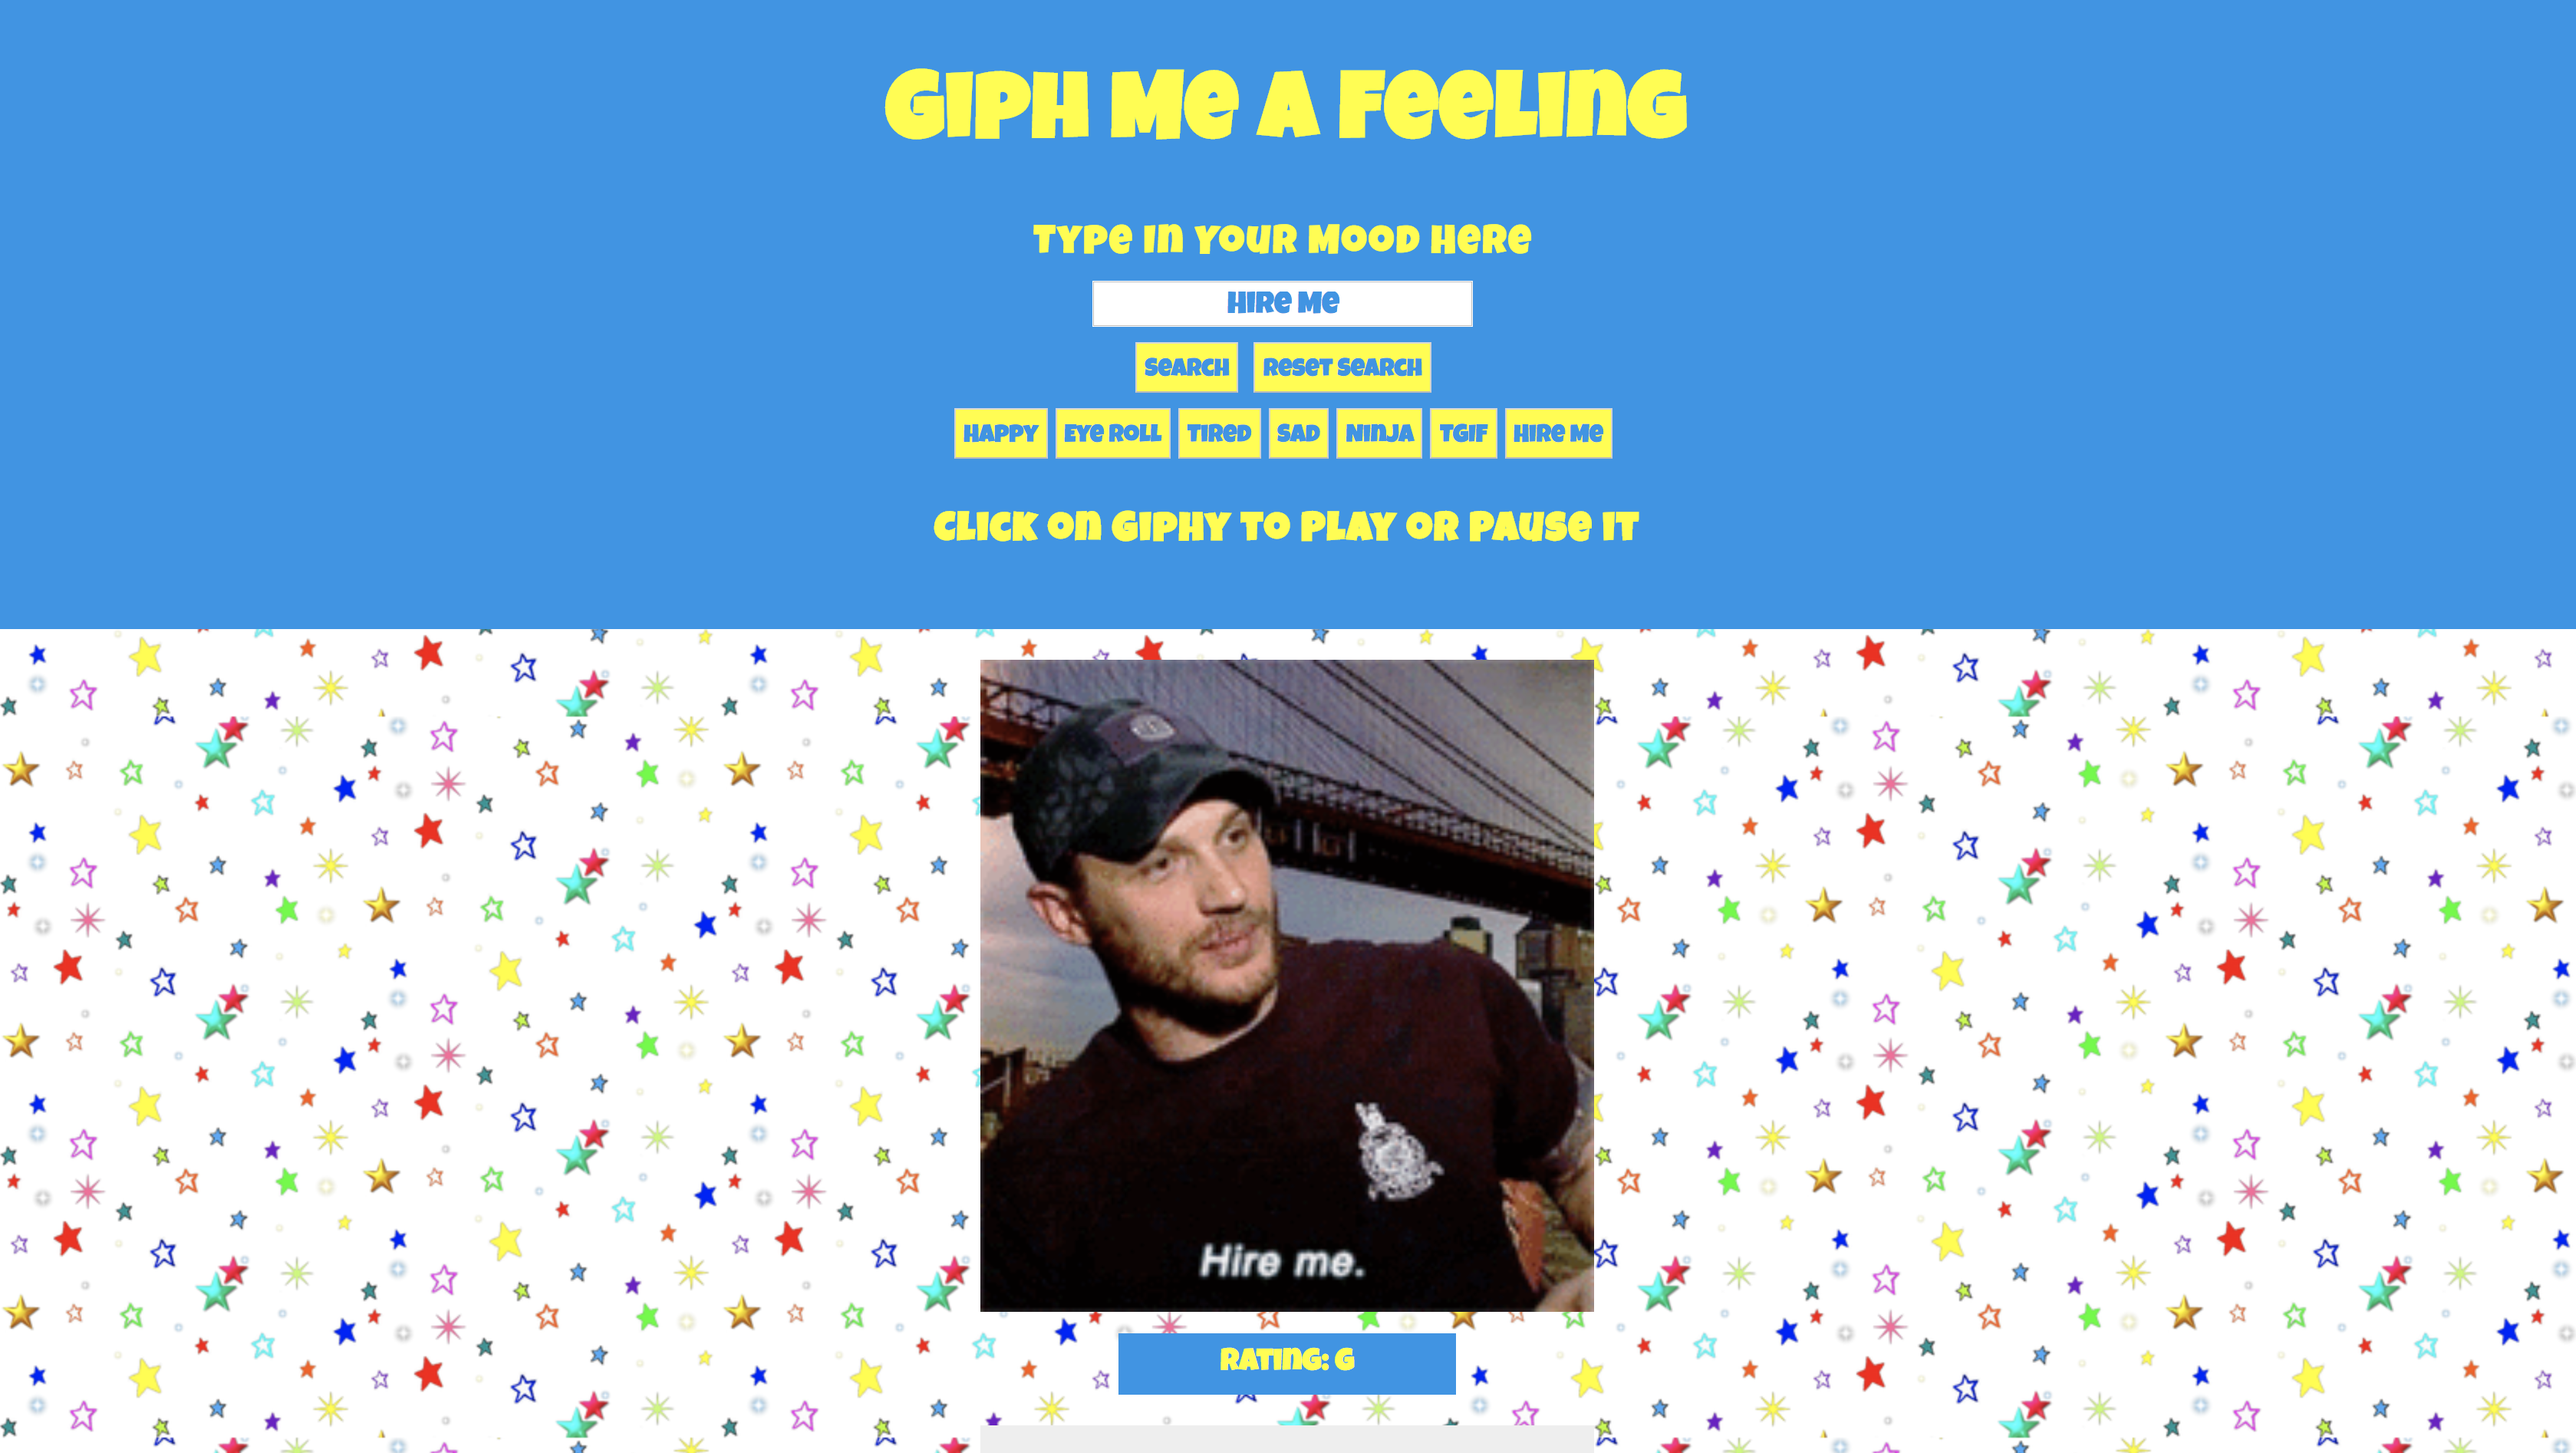 GIPH Me A FeeLinG
TYPe in YOUR MOOD HeRe
HIRe Me
SeARCH ReSeT SeARCH
HAPPY EYe ROLL TIReD SAD NinJA TGIF HIRe Me
CLICK On GIPHY TO PLAY OR PAUSe IT
Hire me.
RATinG: G